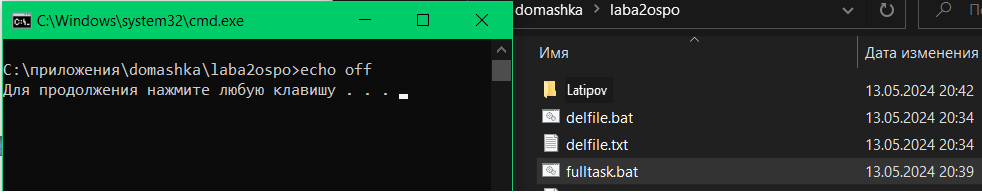 C:\Windows\system32\cmd.exe
C:\приложения\domashka\laba2ospo>echo off
Для продолжения нажмите любую клавишу . . .
domashka > laba2ospo
Имя Дата изменения
Latipov 13.05.2024 20:42
delfile.bat 13.05.2024 20:34
delfile.txt 13.05.2024 20:34
fulltask.bat 13.05.2024 20:39